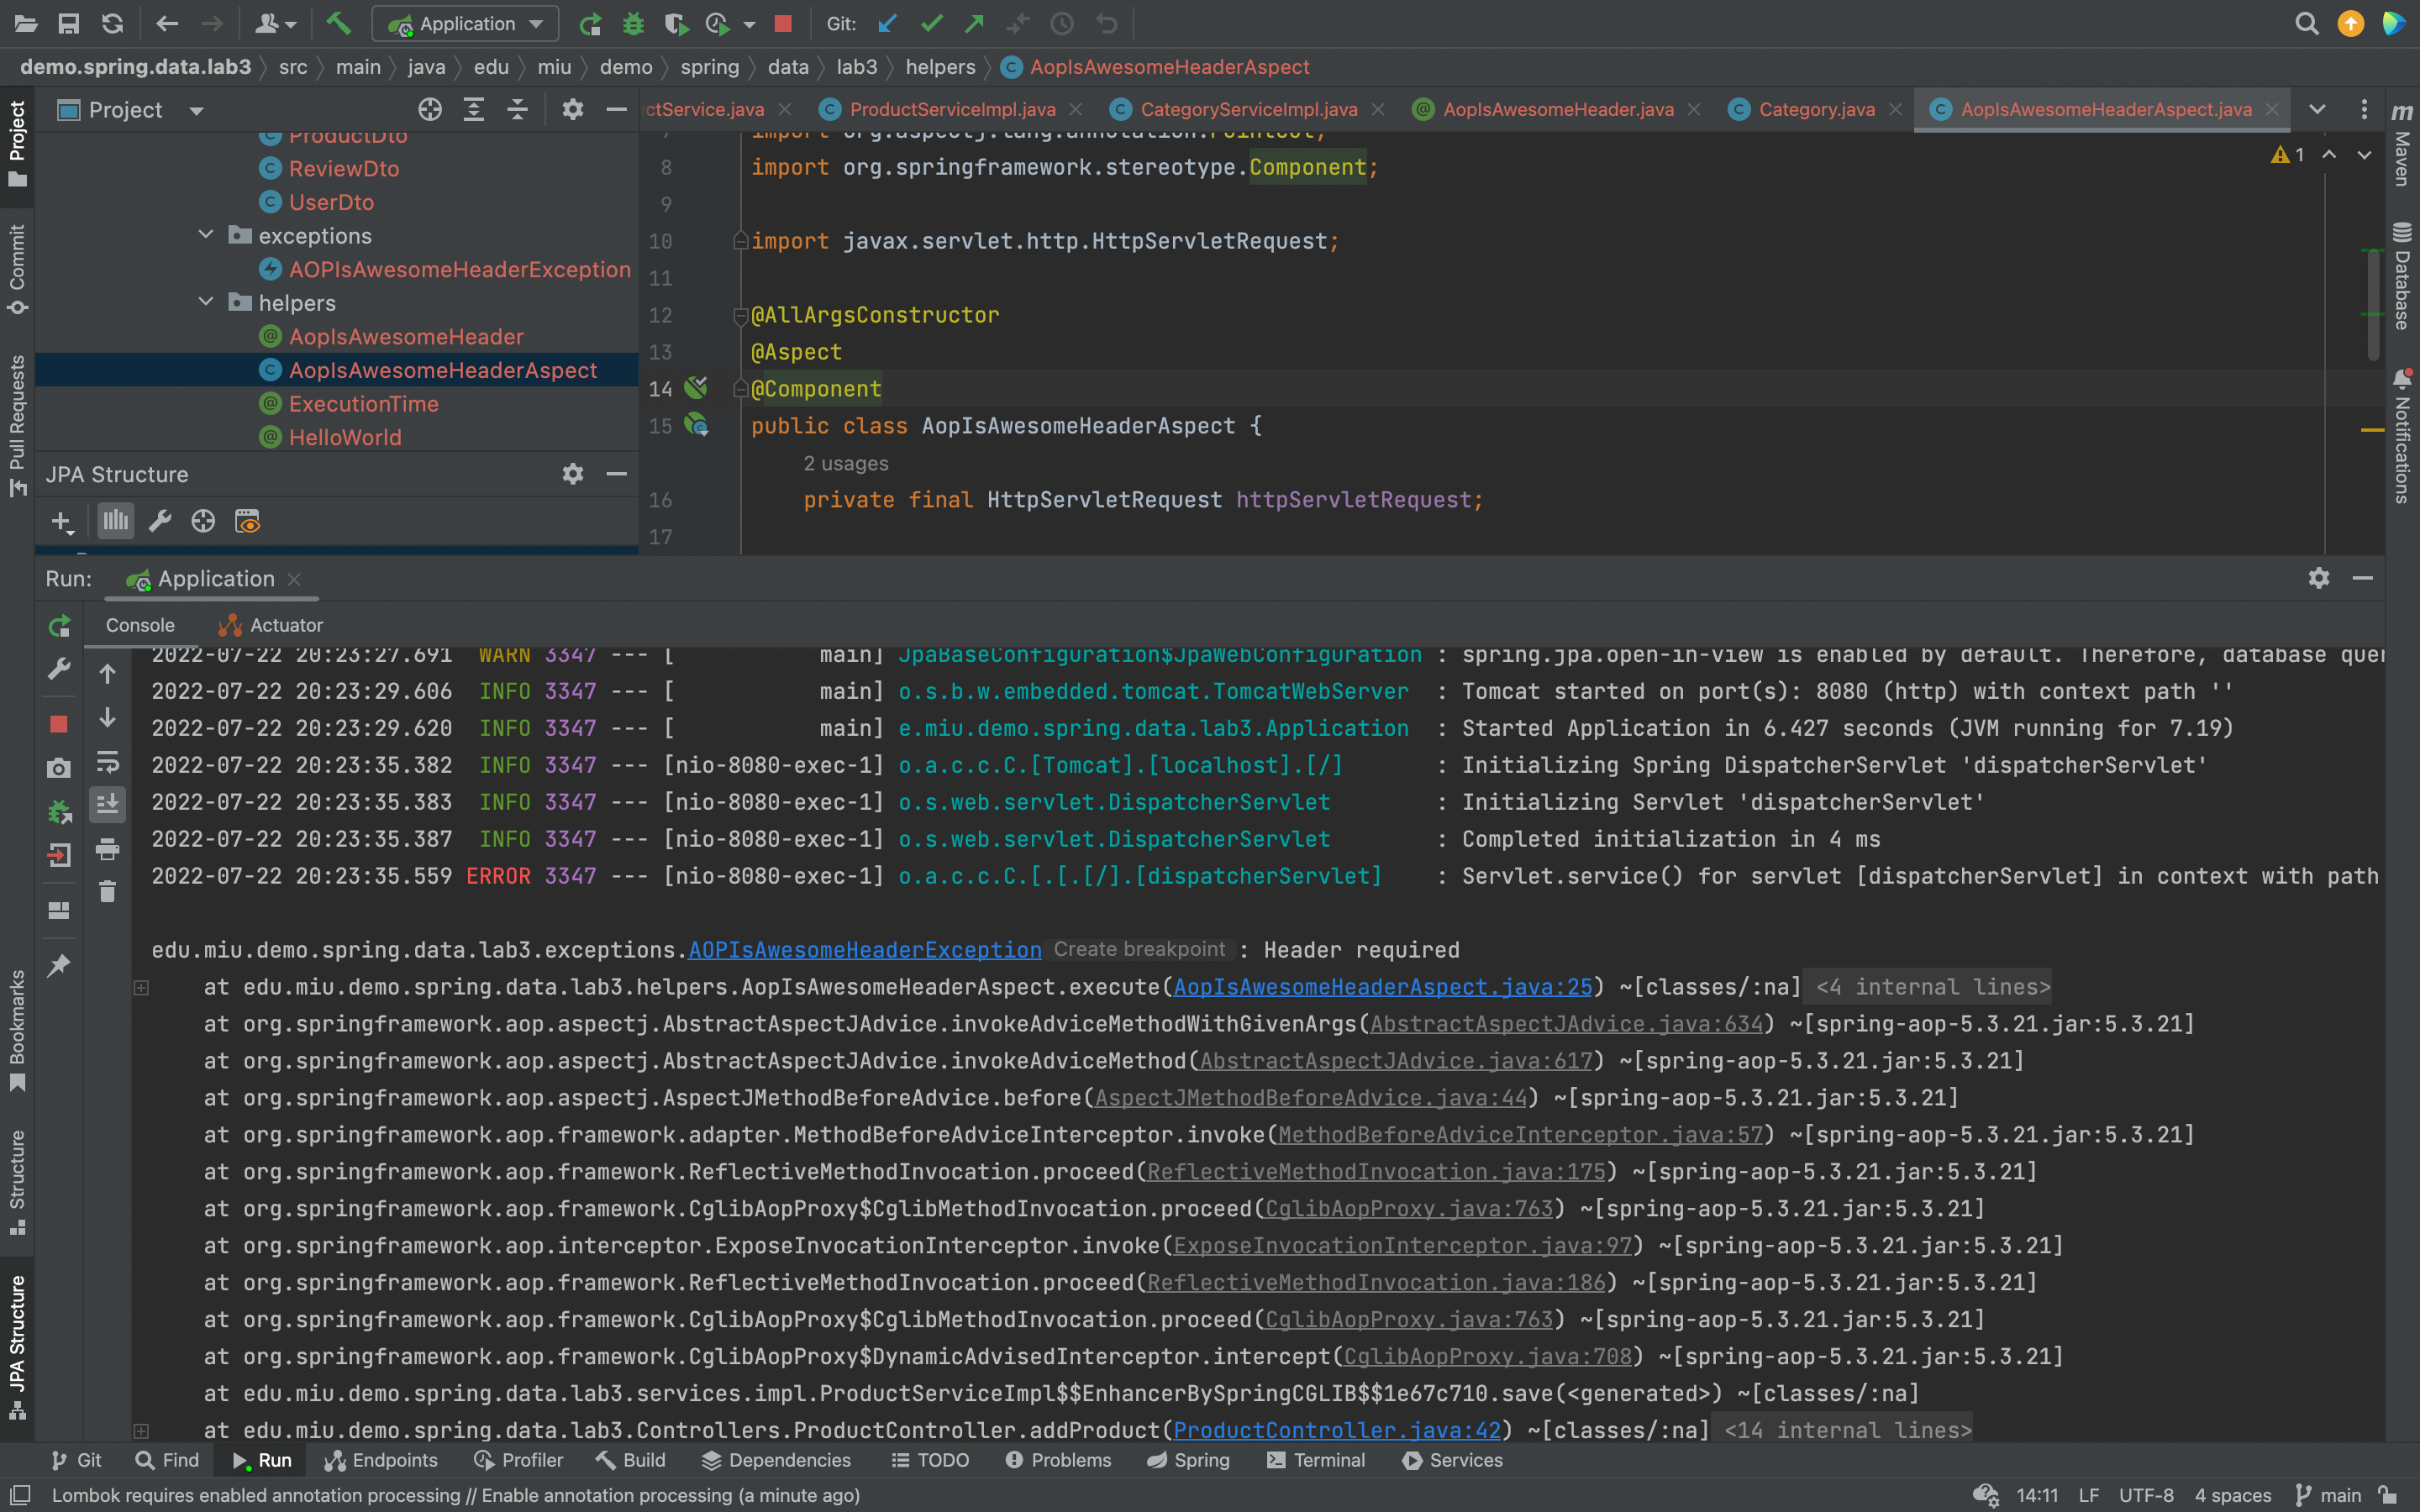 Application
Git:
demo.spring.data.lab3 src main java edu miu demo spring data lab3 helpers AopIsAwesomeHeaderAspect
Project
ctService.java ProductServiceImpl.java CategoryServiceImpl.java AopIsAwesomeHeader.java Category.java AopIsAwesomeHeaderAspect.java
ProductDto
ReviewDto
UserDto
exceptions
AOPIsAwesomeHeaderException
helpers
AopIsAwesomeHeader
AopIsAwesomeHeaderAspect
ExecutionTime
HelloWorld
JPA Structure
7 import org.aspectj.lang.annotation.Pointcut;
8 import org.springframework.stereotype.Component;
9
10 import javax.servlet.http.HttpServletRequest;
11
12 @AllArgsConstructor
13 @Aspect
14 @Component
15 public class AopIsAwesomeHeaderAspect {
2 usages
16 private final HttpServletRequest httpServletRequest;
17
1
Project
Commit
Pull Requests
Bookmarks
Structure
JPA Structure
m
Maven
Database
Notifications
Run: Application
Console Actuator
2022-07-22 20:23:27.691 WARN 3347 --- [ main] JpaBaseConfiguration$JpaWebConfiguration : spring.jpa.open-in-view is enabled by default. Therefore, database quer
2022-07-22 20:23:29.606 INFO 3347 --- [ main] o.s.b.w.embedded.tomcat.TomcatWebServer : Tomcat started on port(s): 8080 (http) with context path ''
2022-07-22 20:23:29.620 INFO 3347 --- [ main] e.miu.demo.spring.data.lab3.Application : Started Application in 6.427 seconds (JVM running for 7.19)
2022-07-22 20:23:35.382 INFO 3347 --- [nio-8080-exec-1] o.a.c.c.C.[Tomcat].[localhost].[/] : Initializing Spring DispatcherServlet 'dispatcherServlet'
2022-07-22 20:23:35.383 INFO 3347 --- [nio-8080-exec-1] o.s.web.servlet.DispatcherServlet : Initializing Servlet 'dispatcherServlet'
2022-07-22 20:23:35.387 INFO 3347 --- [nio-8080-exec-1] o.s.web.servlet.DispatcherServlet : Completed initialization in 4 ms
2022-07-22 20:23:35.559 ERROR 3347 --- [nio-8080-exec-1] o.a.c.c.C.[.[.[/].[dispatcherServlet] : Servlet.service() for servlet [dispatcherServlet] in context with path
edu.miu.demo.spring.data.lab3.exceptions.AOPIsAwesomeHeaderException Create breakpoint : Header required
at edu.miu.demo.spring.data.lab3.helpers.AopIsAwesomeHeaderAspect.execute(AopIsAwesomeHeaderAspect.java:25) ~[classes/:na] <4 internal lines>
at org.springframework.aop.aspectj.AbstractAspectJAdvice.invokeAdviceMethodWithGivenArgs(AbstractAspectJAdvice.java:634) ~[spring-aop-5.3.21.jar:5.3.21]
at org.springframework.aop.aspectj.AbstractAspectJAdvice.invokeAdviceMethod(AbstractAspectJAdvice.java:617) ~[spring-aop-5.3.21.jar:5.3.21]
at org.springframework.aop.aspectj.AspectJMethodBeforeAdvice.before(AspectJMethodBeforeAdvice.java:44) ~[spring-aop-5.3.21.jar:5.3.21]
at org.springframework.aop.framework.adapter.MethodBeforeAdviceInterceptor.invoke(MethodBeforeAdviceInterceptor.java:57) ~[spring-aop-5.3.21.jar:5.3.21]
at org.springframework.aop.framework.ReflectiveMethodInvocation.proceed(ReflectiveMethodInvocation.java:175) ~[spring-aop-5.3.21.jar:5.3.21]
at org.springframework.aop.framework.CglibAopProxy$CglibMethodInvocation.proceed(CglibAopProxy.java:763) ~[spring-aop-5.3.21.jar:5.3.21]
at org.springframework.aop.interceptor.ExposeInvocationInterceptor.invoke(ExposeInvocationInterceptor.java:97) ~[spring-aop-5.3.21.jar:5.3.21]
at org.springframework.aop.framework.ReflectiveMethodInvocation.proceed(ReflectiveMethodInvocation.java:186) ~[spring-aop-5.3.21.jar:5.3.21]
at org.springframework.aop.framework.CglibAopProxy$CglibMethodInvocation.proceed(CglibAopProxy.java:763) ~[spring-aop-5.3.21.jar:5.3.21]
at org.springframework.aop.framework.CglibAopProxy$DynamicAdvisedInterceptor.intercept(CglibAopProxy.java:708) ~[spring-aop-5.3.21.jar:5.3.21]
at edu.miu.demo.spring.data.lab3.services.impl.ProductServiceImpl$$EnhancerBySpringCGLIB$$1e67c710.save(<generated>) ~[classes/:na]
at edu.miu.demo.spring.data.lab3.Controllers.ProductController.addProduct(ProductController.java:42) ~[classes/:na] <14 internal lines>
Git Find Run Endpoints Profiler Build Dependencies TODO Problems Spring Terminal Services
Lombok requires enabled annotation processing // Enable annotation processing (a minute ago) 14:11 LF UTF-8 4 spaces main